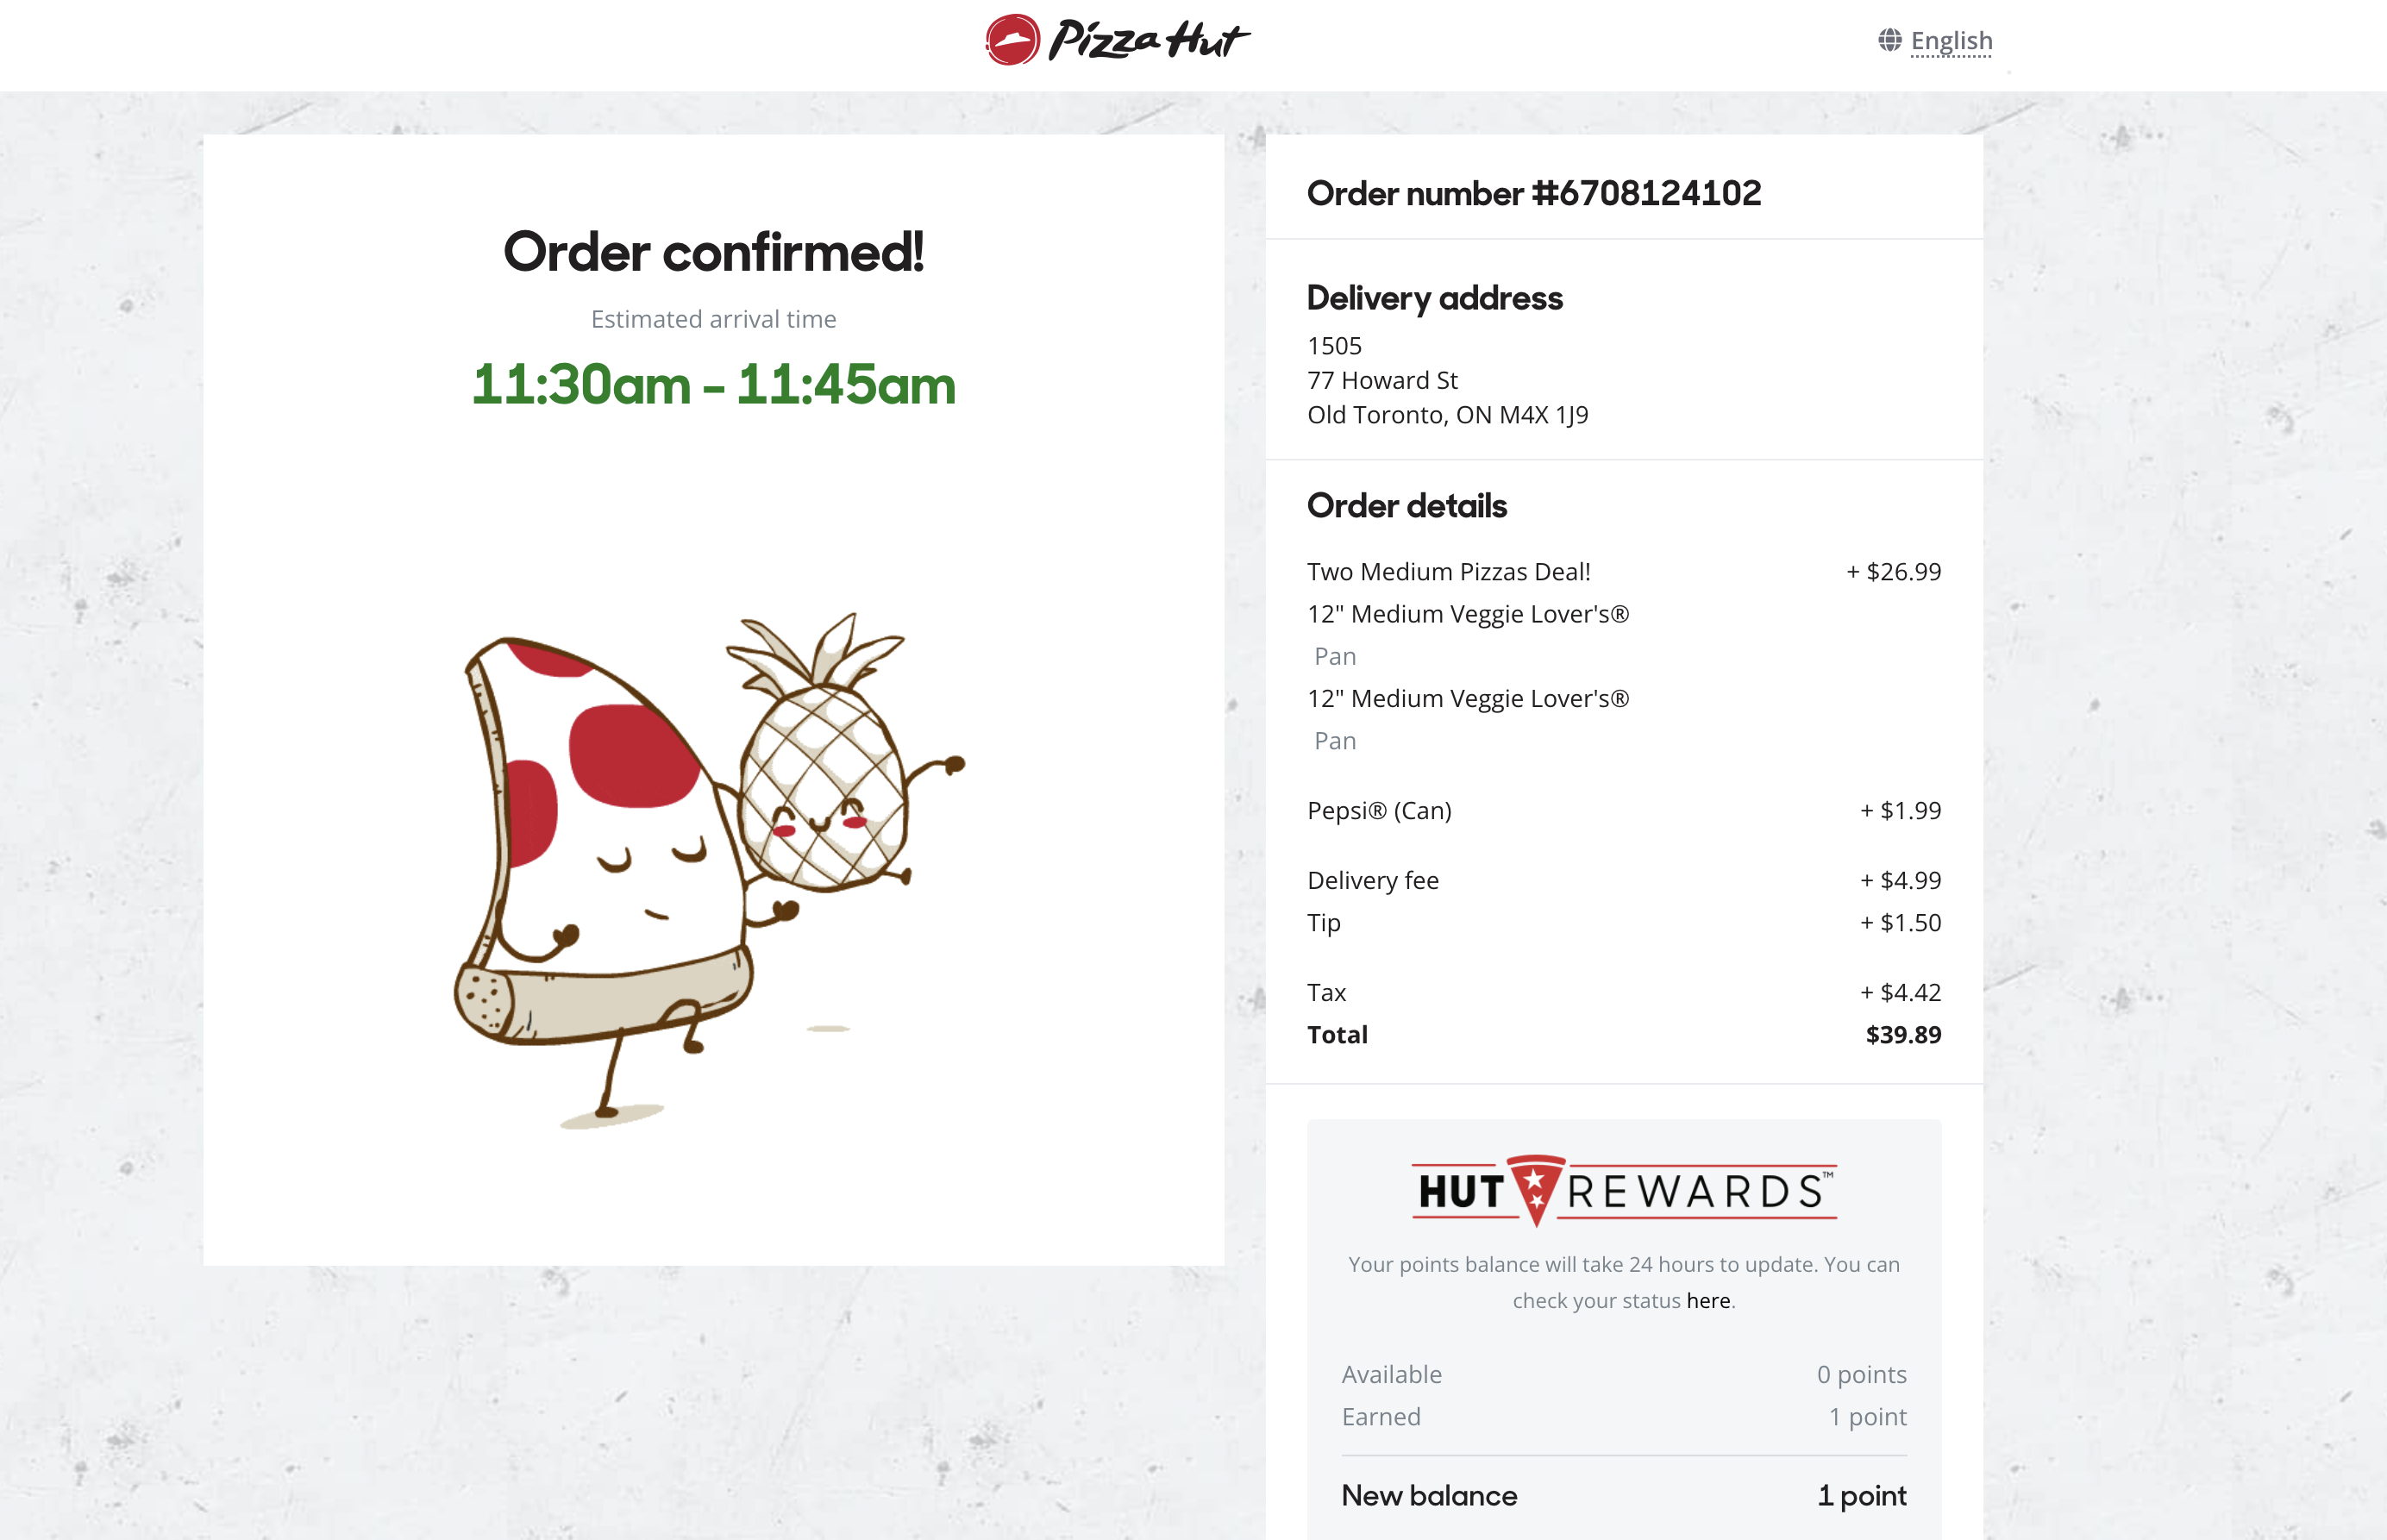 Pizza Hut
English
Order confirmed!
Estimated arrival time
11:30am - 11:45am
Order number #6708124102
Delivery address
1505
77 Howard St
Old Toronto, ON M4X 1J9
Order details
Two Medium Pizzas Deal! + $26.99
12" Medium Veggie Lover's®
Pan
12" Medium Veggie Lover's®
Pan
Pepsi® (Can) + $1.99
Delivery fee + $4.99
Tip + $1.50
Tax + $4.42
Total $39.89
HUT REWARDS™
Your points balance will take 24 hours to update. You can
check your status here.
Available 0 points
Earned 1 point
New balance 1 point